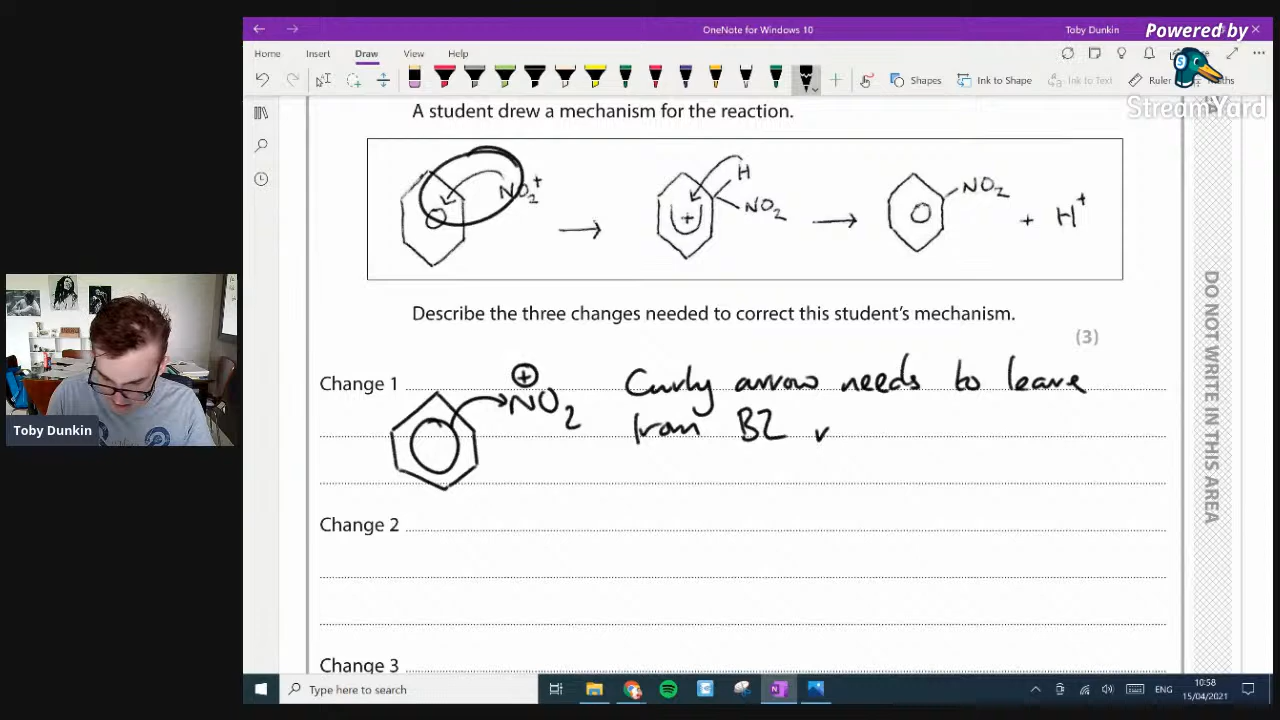 OneNote for Windows 10
Toby Dunkin
Powered by
StreamYard
Home Insert Draw View Help
Shapes Ink to Shape Ink to Text Ruler Maths
A student drew a mechanism for the reaction.
NO2+
H
NO2
+
NO2
+ H+
Describe the three changes needed to correct this student's mechanism.
(3)
Change 1
+
NO2
Curly arrow needs to leave
from BZ
Change 2
Change 3
DO NOT WRITE IN THIS AREA
Toby Dunkin
Type here to search
ENG
10:58
15/04/2021